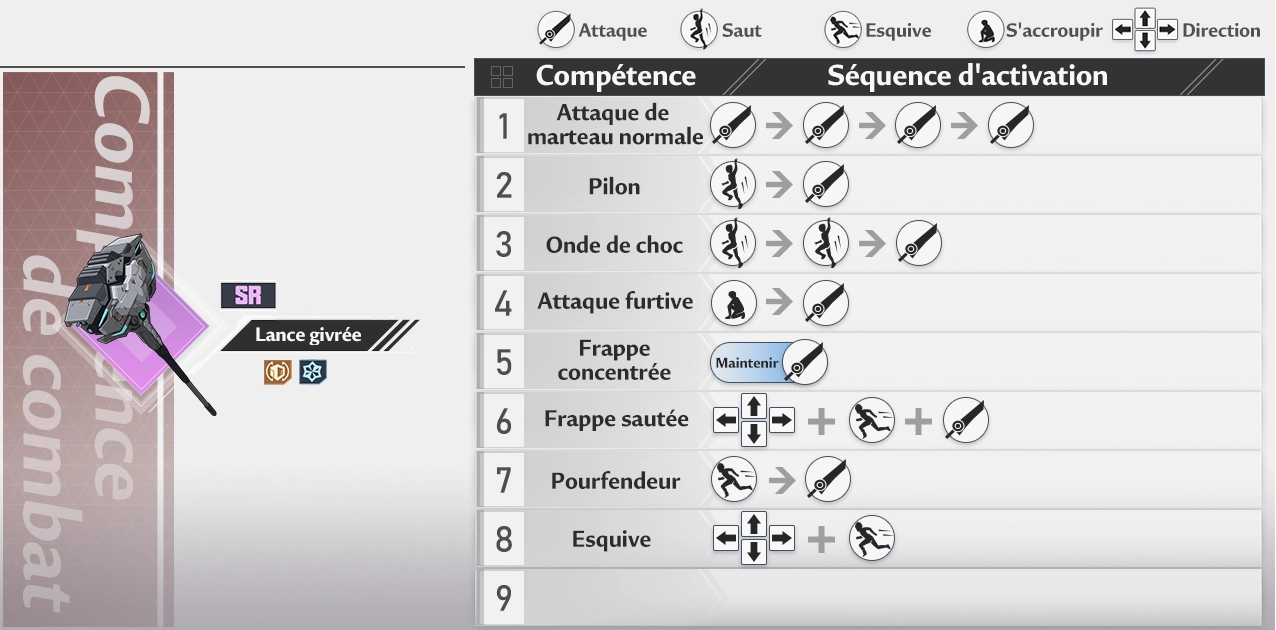 Attaque
Saut
Esquive
S'accroupir
Direction
Compétence
de combat
SR
Lance givrée
Compétence
Séquence d'activation
1
Attaque de
marteau normale
2
Pilon
3
Onde de choc
4
Attaque furtive
5
Frappe
concentrée
Maintenir
6
Frappe sautée
7
Pourfendeur
8
Esquive
9